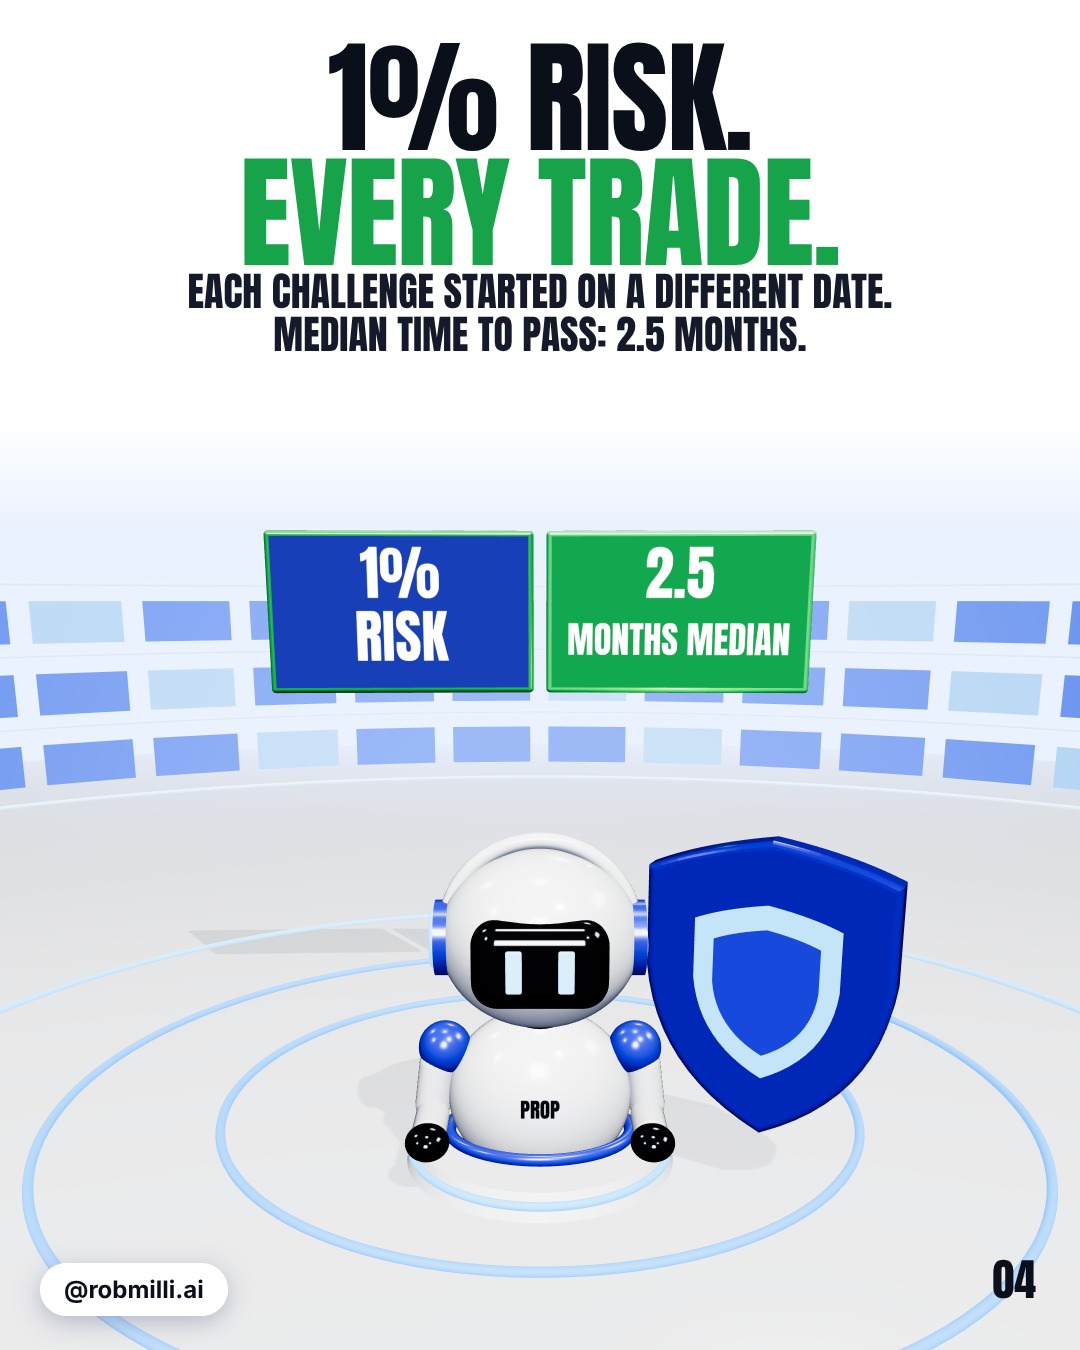 1% RISK.
EVERY TRADE.
EACH CHALLENGE STARTED ON A DIFFERENT DATE.
MEDIAN TIME TO PASS: 2.5 MONTHS.
1%
RISK
2.5
MONTHS MEDIAN
PROP
@robmilli.ai
04